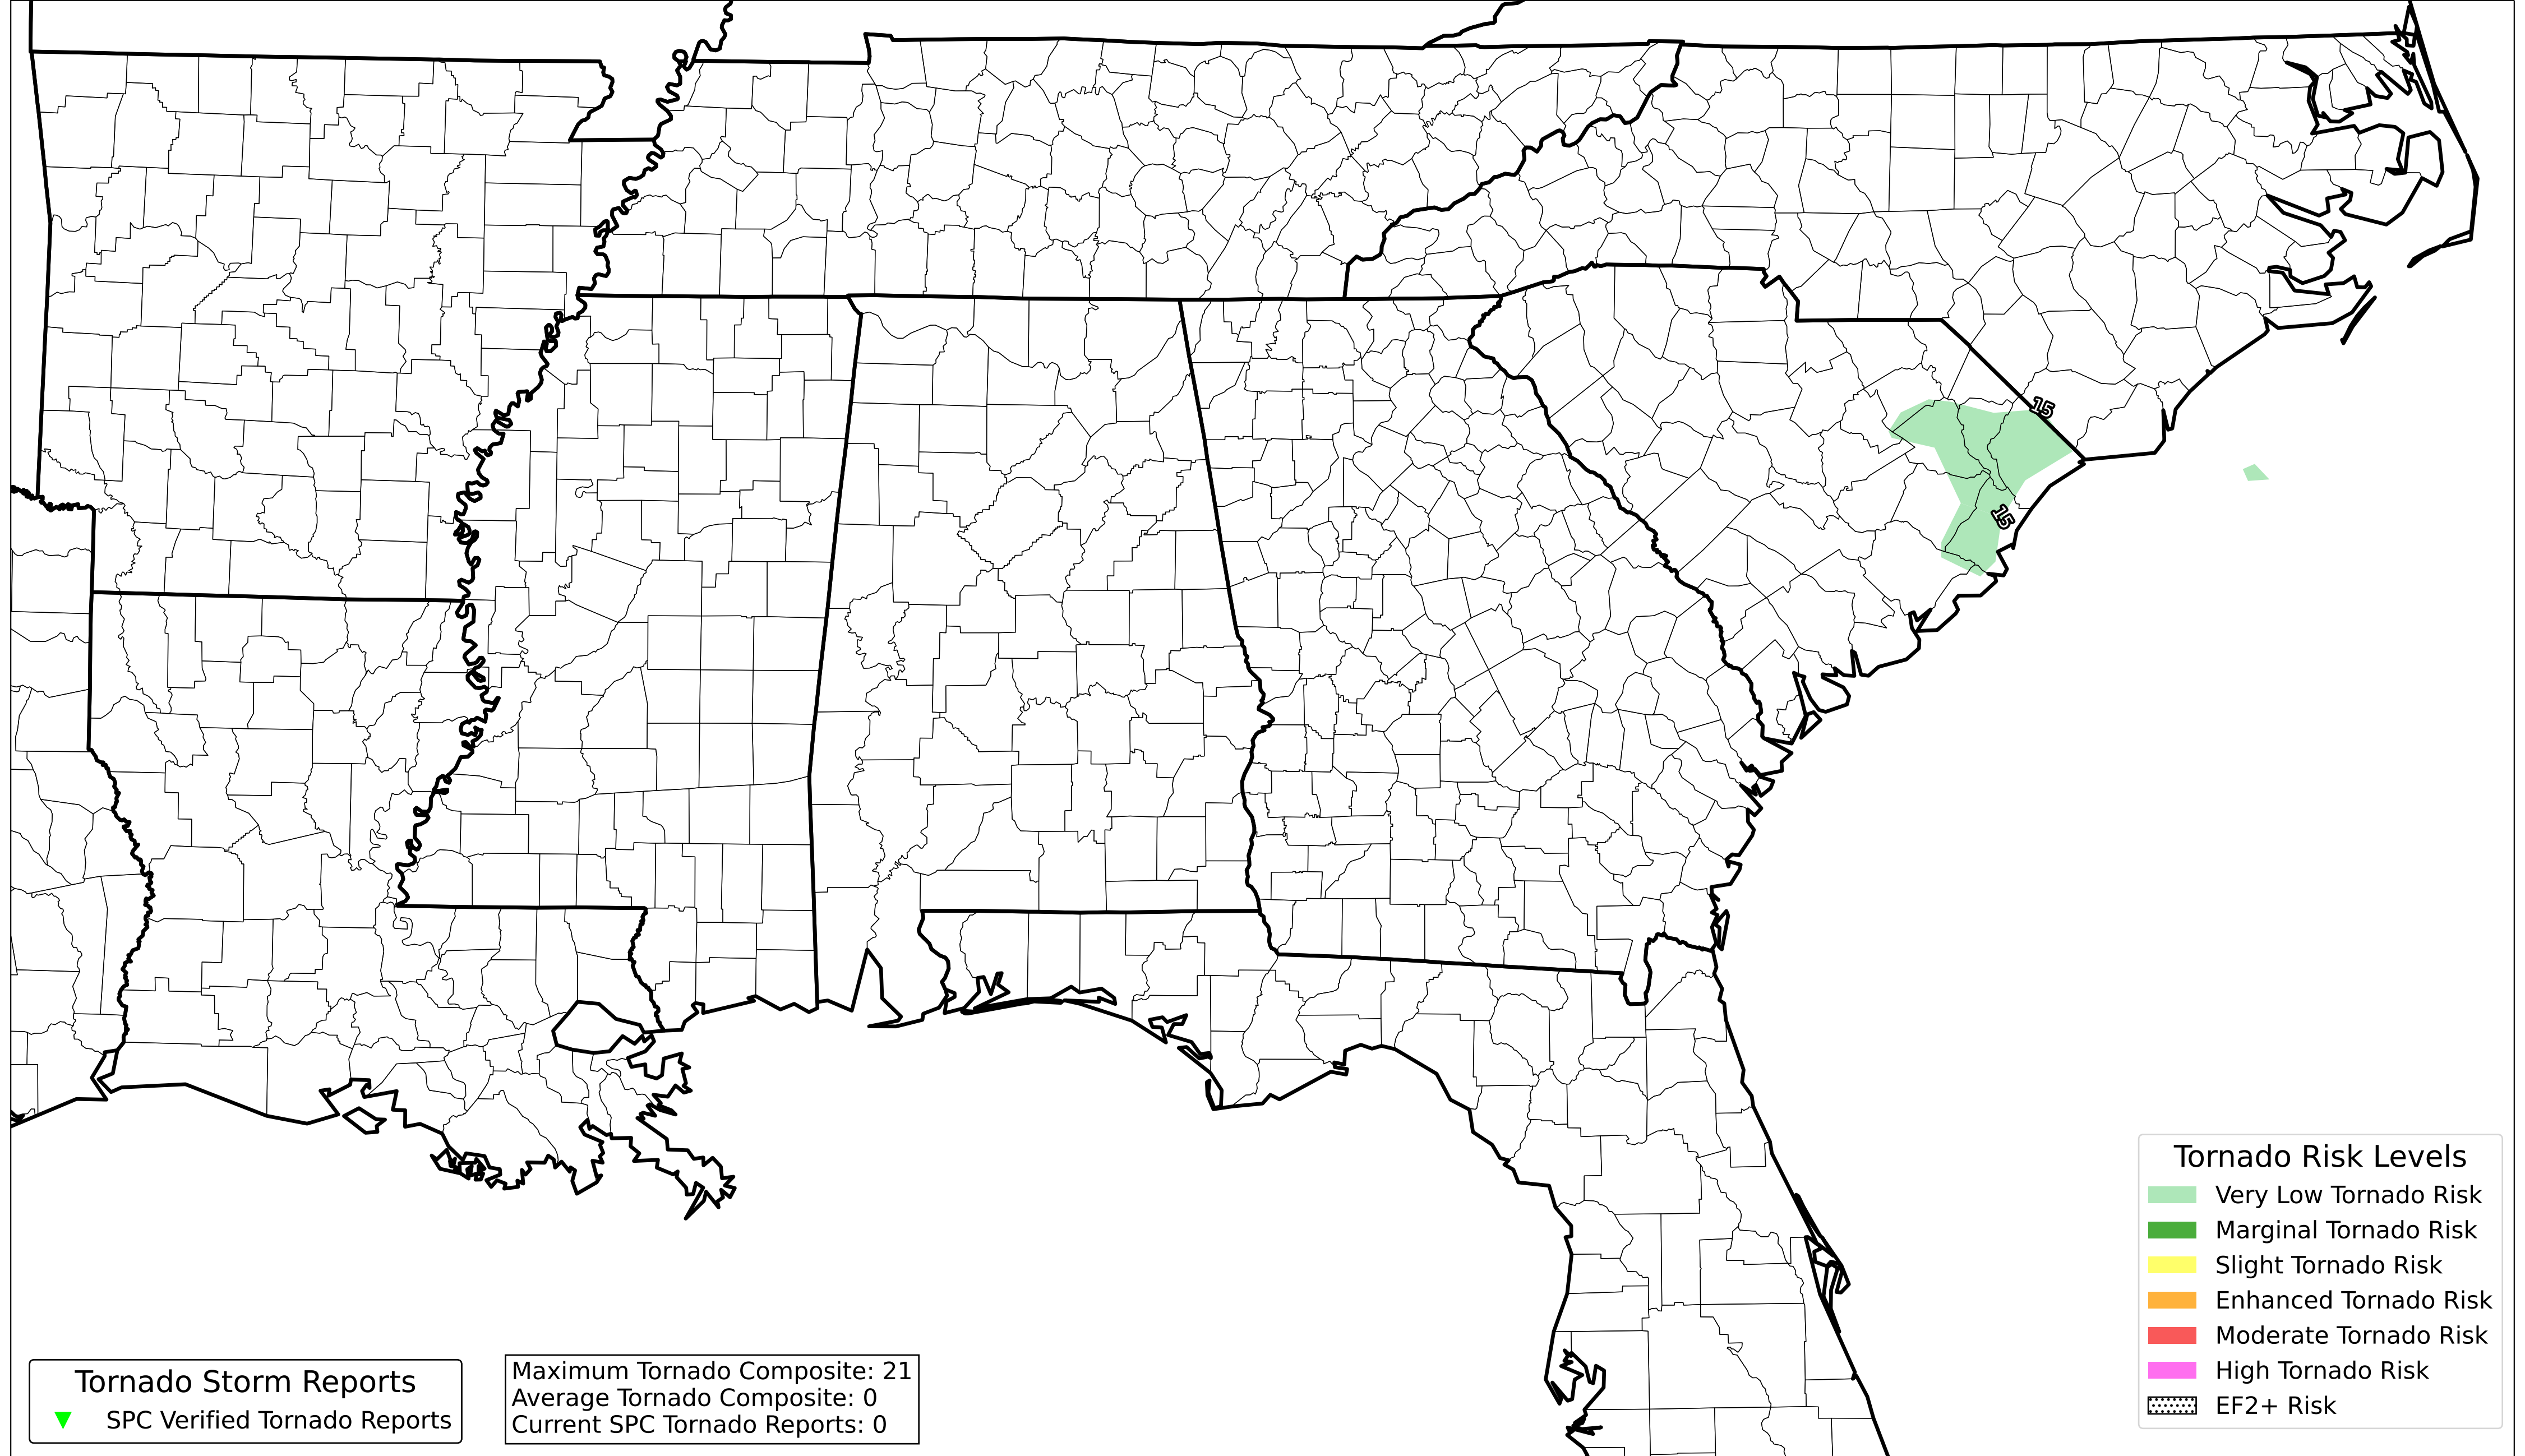 15
15
Tornado Risk Levels
Very Low Tornado Risk
Marginal Tornado Risk
Slight Tornado Risk
Enhanced Tornado Risk
Moderate Tornado Risk
High Tornado Risk
EF2+ Risk
Tornado Storm Reports
SPC Verified Tornado Reports
Maximum Tornado Composite: 21
Average Tornado Composite: 0
Current SPC Tornado Reports: 0